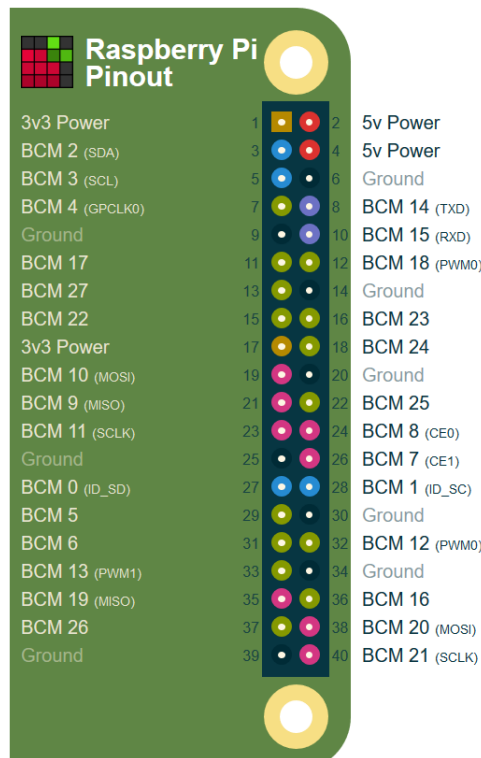 Raspberry Pi
Pinout
3v3 Power 1 2 5v Power
BCM 2 (SDA) 3 4 5v Power
BCM 3 (SCL) 5 6 Ground
BCM 4 (GPCLK0) 7 8 BCM 14 (TXD)
Ground 9 10 BCM 15 (RXD)
BCM 17 11 12 BCM 18 (PWM0)
BCM 27 13 14 Ground
BCM 22 15 16 BCM 23
3v3 Power 17 18 BCM 24
BCM 10 (MOSI) 19 20 Ground
BCM 9 (MISO) 21 22 BCM 25
BCM 11 (SCLK) 23 24 BCM 8 (CE0)
Ground 25 26 BCM 7 (CE1)
BCM 0 (ID_SD) 27 28 BCM 1 (ID_SC)
BCM 5 29 30 Ground
BCM 6 31 32 BCM 12 (PWM0)
BCM 13 (PWM1) 33 34 Ground
BCM 19 (MISO) 35 36 BCM 16
BCM 26 37 38 BCM 20 (MOSI)
Ground 39 40 BCM 21 (SCLK)